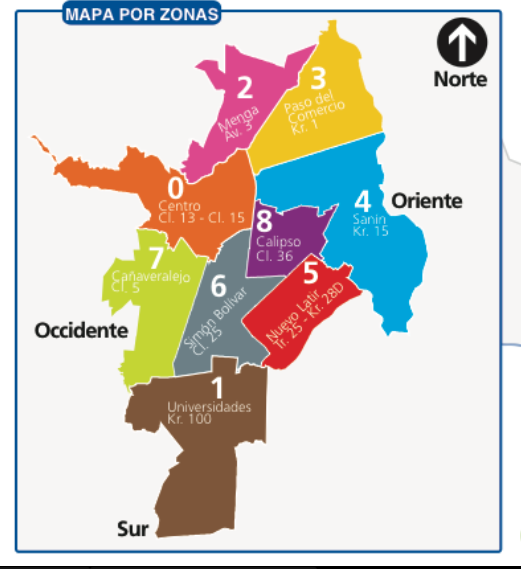 MAPA POR ZONAS
Norte
2
Menga
Av. 3
3
Paso del
Comercio
Kr. 1
0
Centro
Cl. 13 - Cl. 15
4
Sanín
Kr. 15
Oriente
8
Calipso
Cl. 36
7
Cañaveralejo
Cl. 5
6
Simón Bolívar
Cl. 25
5
Nuevo Latir
Tr. 25 - Kr. 28D
Occidente
1
Universidades
Kr. 100
Sur